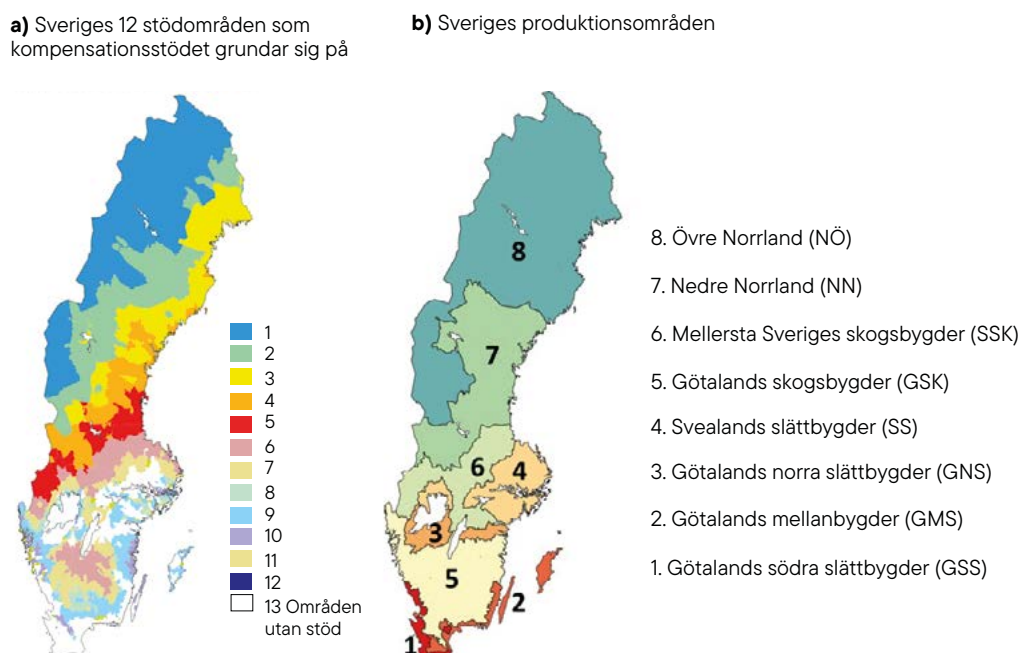 a) Sveriges 12 stödområden som
kompensationsstödet grundar sig på
1
2
3
4
5
6
7
8
9
10
11
12
13 Områden
utan stöd
b) Sveriges produktionsområden
8
7
6
4
3
5
2
1
8. Övre Norrland (NÖ)
7. Nedre Norrland (NN)
6. Mellersta Sveriges skogsbygder (SSK)
5. Götalands skogsbygder (GSK)
4. Svealands slättbygder (SS)
3. Götalands norra slättbygder (GNS)
2. Götalands mellanbygder (GMS)
1. Götalands södra slättbygder (GSS)